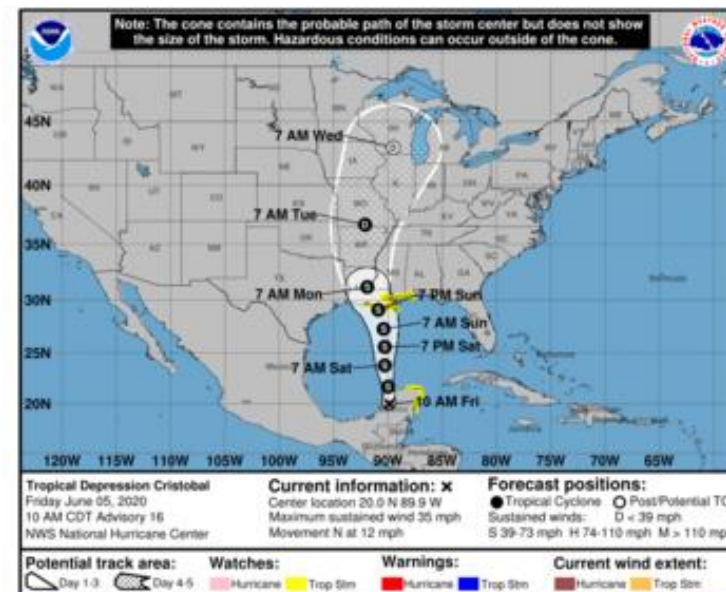 Note: The cone contains the probable path of the storm center but does not show
the size of the storm. Hazardous conditions can occur outside of the cone.
45N
7 AM Wed
40N
7 AM Tue
35N
7 AM Mon
30N
7 PM Sun
7 AM Sun
25N
7 PM Sat
7 AM Sat
20N
10 AM Fri
120W 115W 110W 105W 100W 95W 90W 85W 80W 75W 70W 65W
Tropical Depression Cristobal
Friday June 05, 2020
10 AM CDT Advisory 16
NWS National Hurricane Center
Current information: x
Center location 20.0 N 89.9 W
Maximum sustained wind 35 mph
Movement N at 12 mph
Forecast positions:
Tropical Cyclone Post/Potential TC
Sustained winds: D < 39 mph
S 39-73 mph H 74-110 mph M > 110 mp
Potential track area:
Day 1-3 Day 4-5
Watches:
Hurricane Trop Stm
Warnings:
Hurricane Trop Stm
Current wind extent:
Hurricane Trop Stm